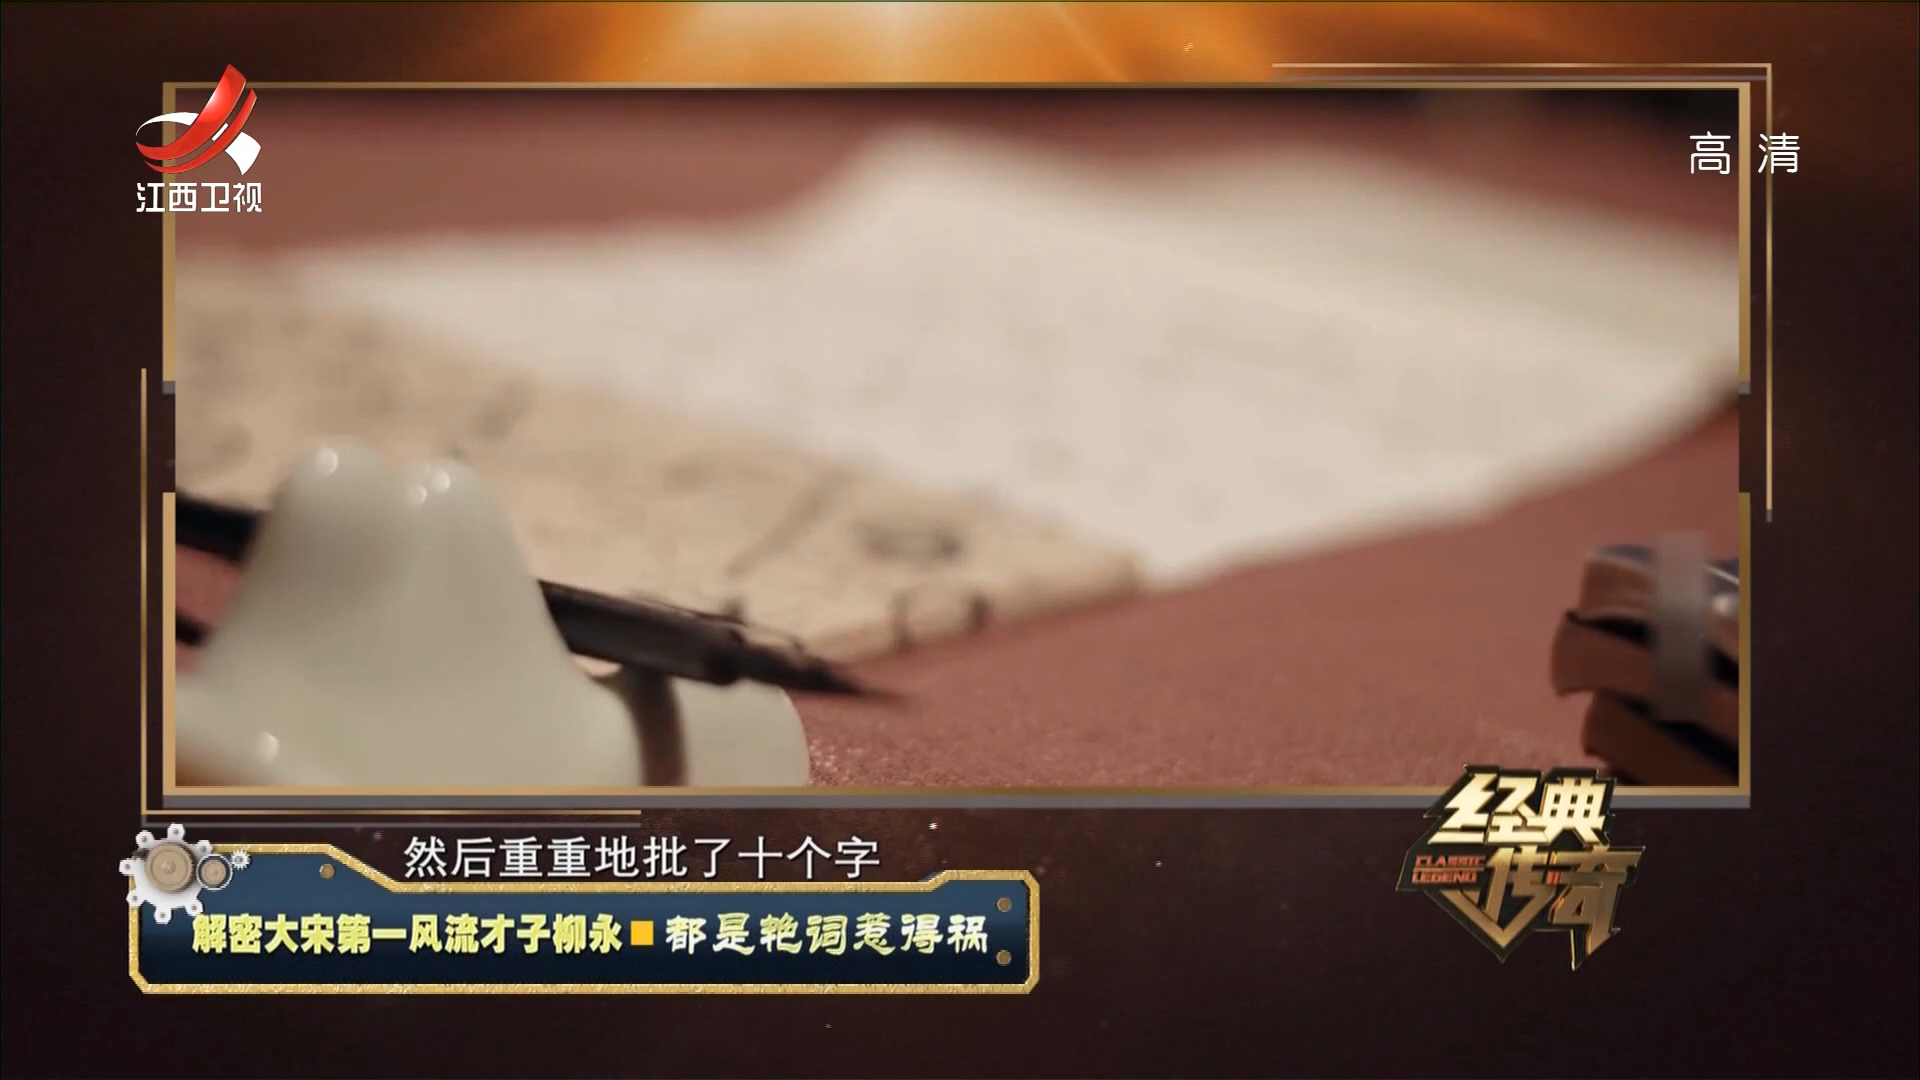 江西卫视
高清
然后重重地批了十个字
解密大宋第一风流才子柳永■都是艳词惹得祸
经典
CLASSIC
LEGEND
传奇